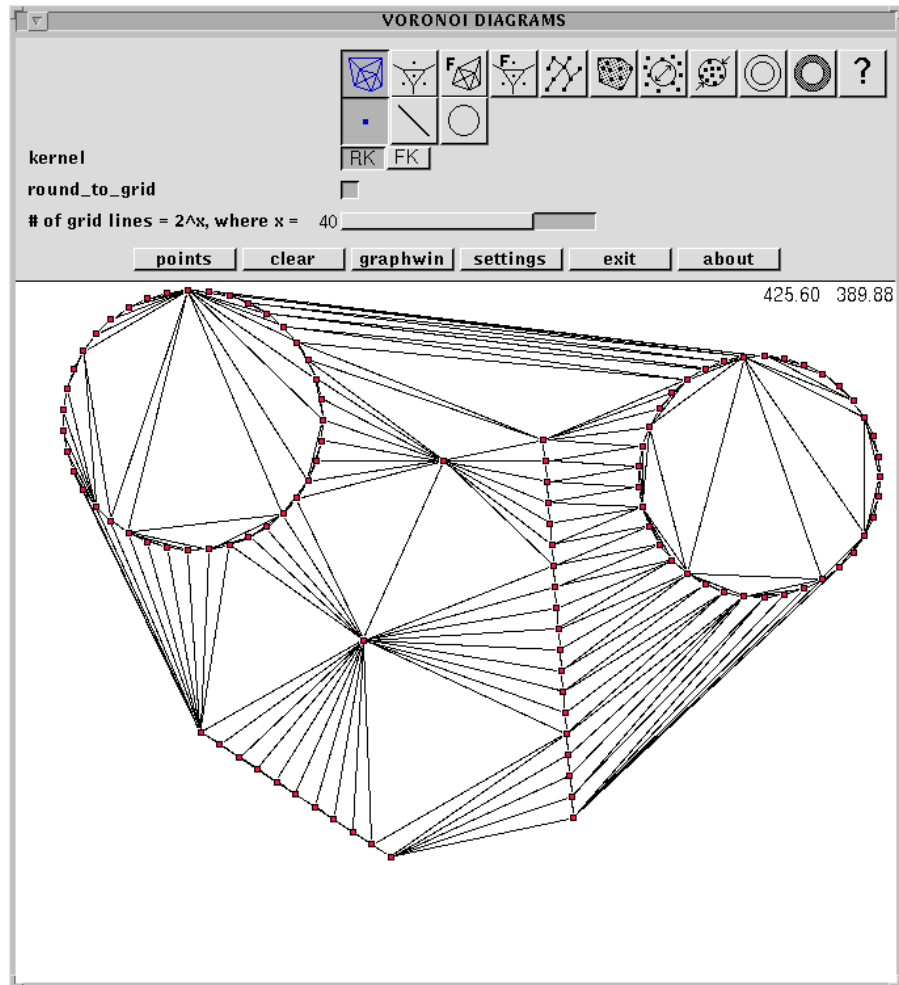 VORONOI DIAGRAMS
F F ?
kernel RK FK
round_to_grid
# of grid lines = 2^x, where x = 40
points clear graphwin settings exit about
425.60 389.88